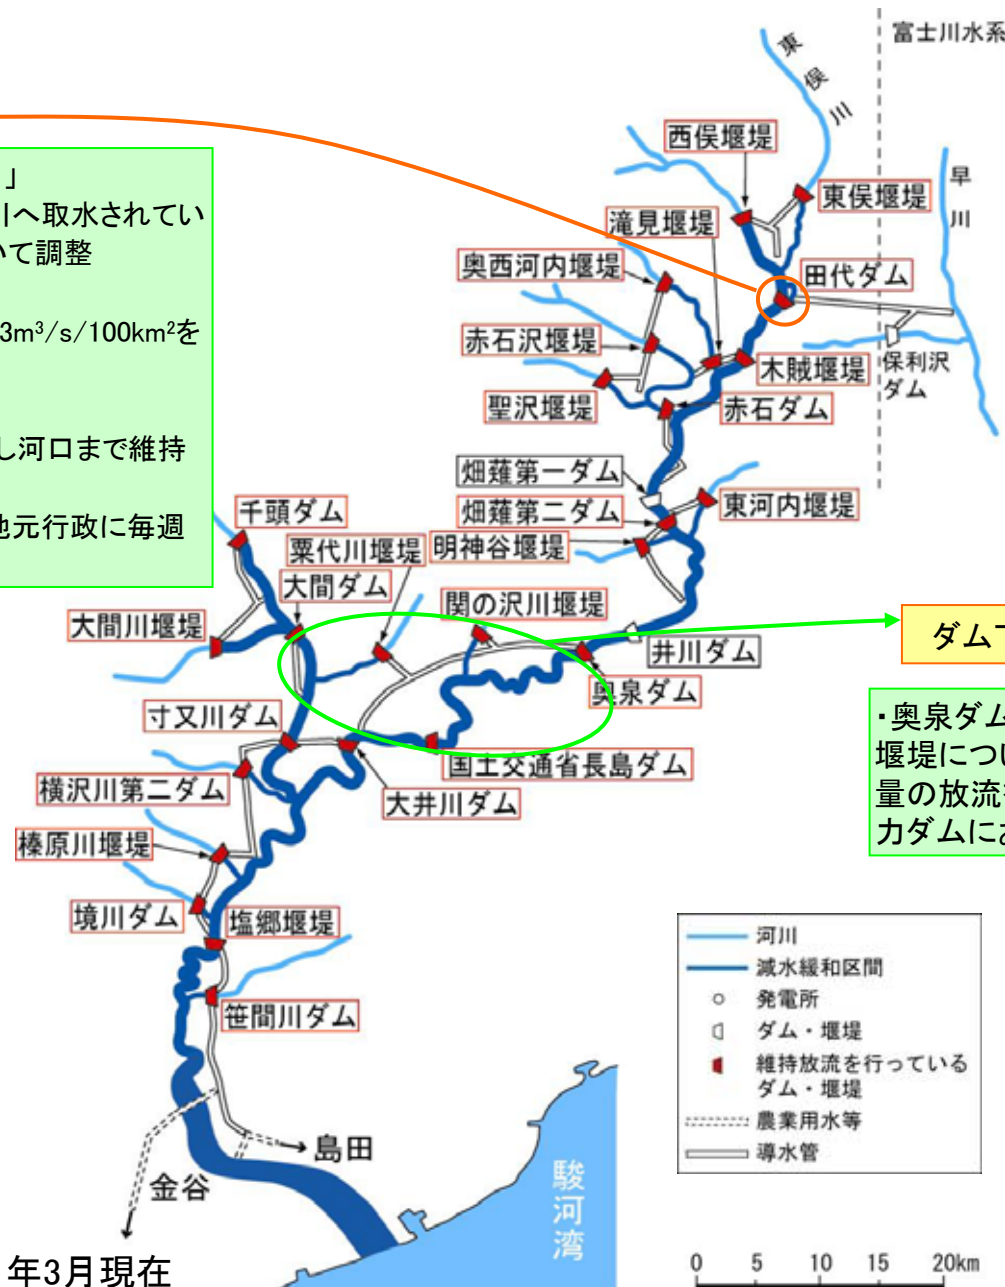 富士川水系
東俣川
西俣堰堤
東俣堰堤
早川
滝見堰堤
奥西河内堰堤
田代ダム
赤石沢堰堤
木賊堰堤
保利沢
ダム
聖沢堰堤
赤石ダム
」
川へ取水されてい
いて調整
3m³/s/100km²を
し河口まで維持
地元行政に毎週
畑薙第一ダム
畑薙第二ダム
東河内堰堤
明神谷堰堤
千頭ダム
粟代川堰堤
大間ダム
関の沢川堰堤
大間川堰堤
井川ダム
ダム下
奥泉ダム
寸又川ダム
・奥泉ダム
堰堤につい
量の放流
力ダムにお
国土交通省長島ダム
横沢川第二ダム
大井川ダム
榛原川堰堤
境川ダム
塩郷堰堤
笹間川ダム
河川
減水緩和区間
発電所
ダム・堰堤
維持放流を行っている
ダム・堰堤
農業用水等
導水管
島田
金谷
駿河湾
年3月現在
0 5 10 15 20km